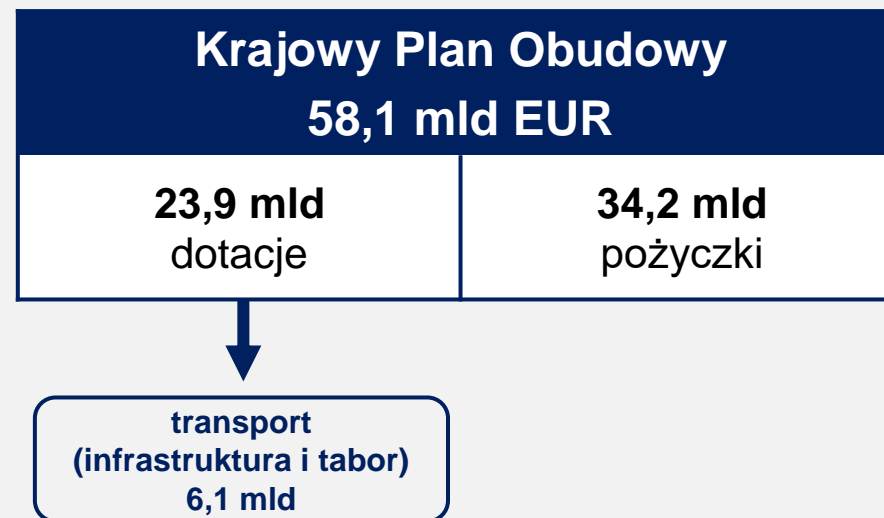 Krajowy Plan Obudowy
58,1 mld EUR
23,9 mld
dotacje
34,2 mld
pożyczki
transport
(infrastruktura i tabor)
6,1 mld